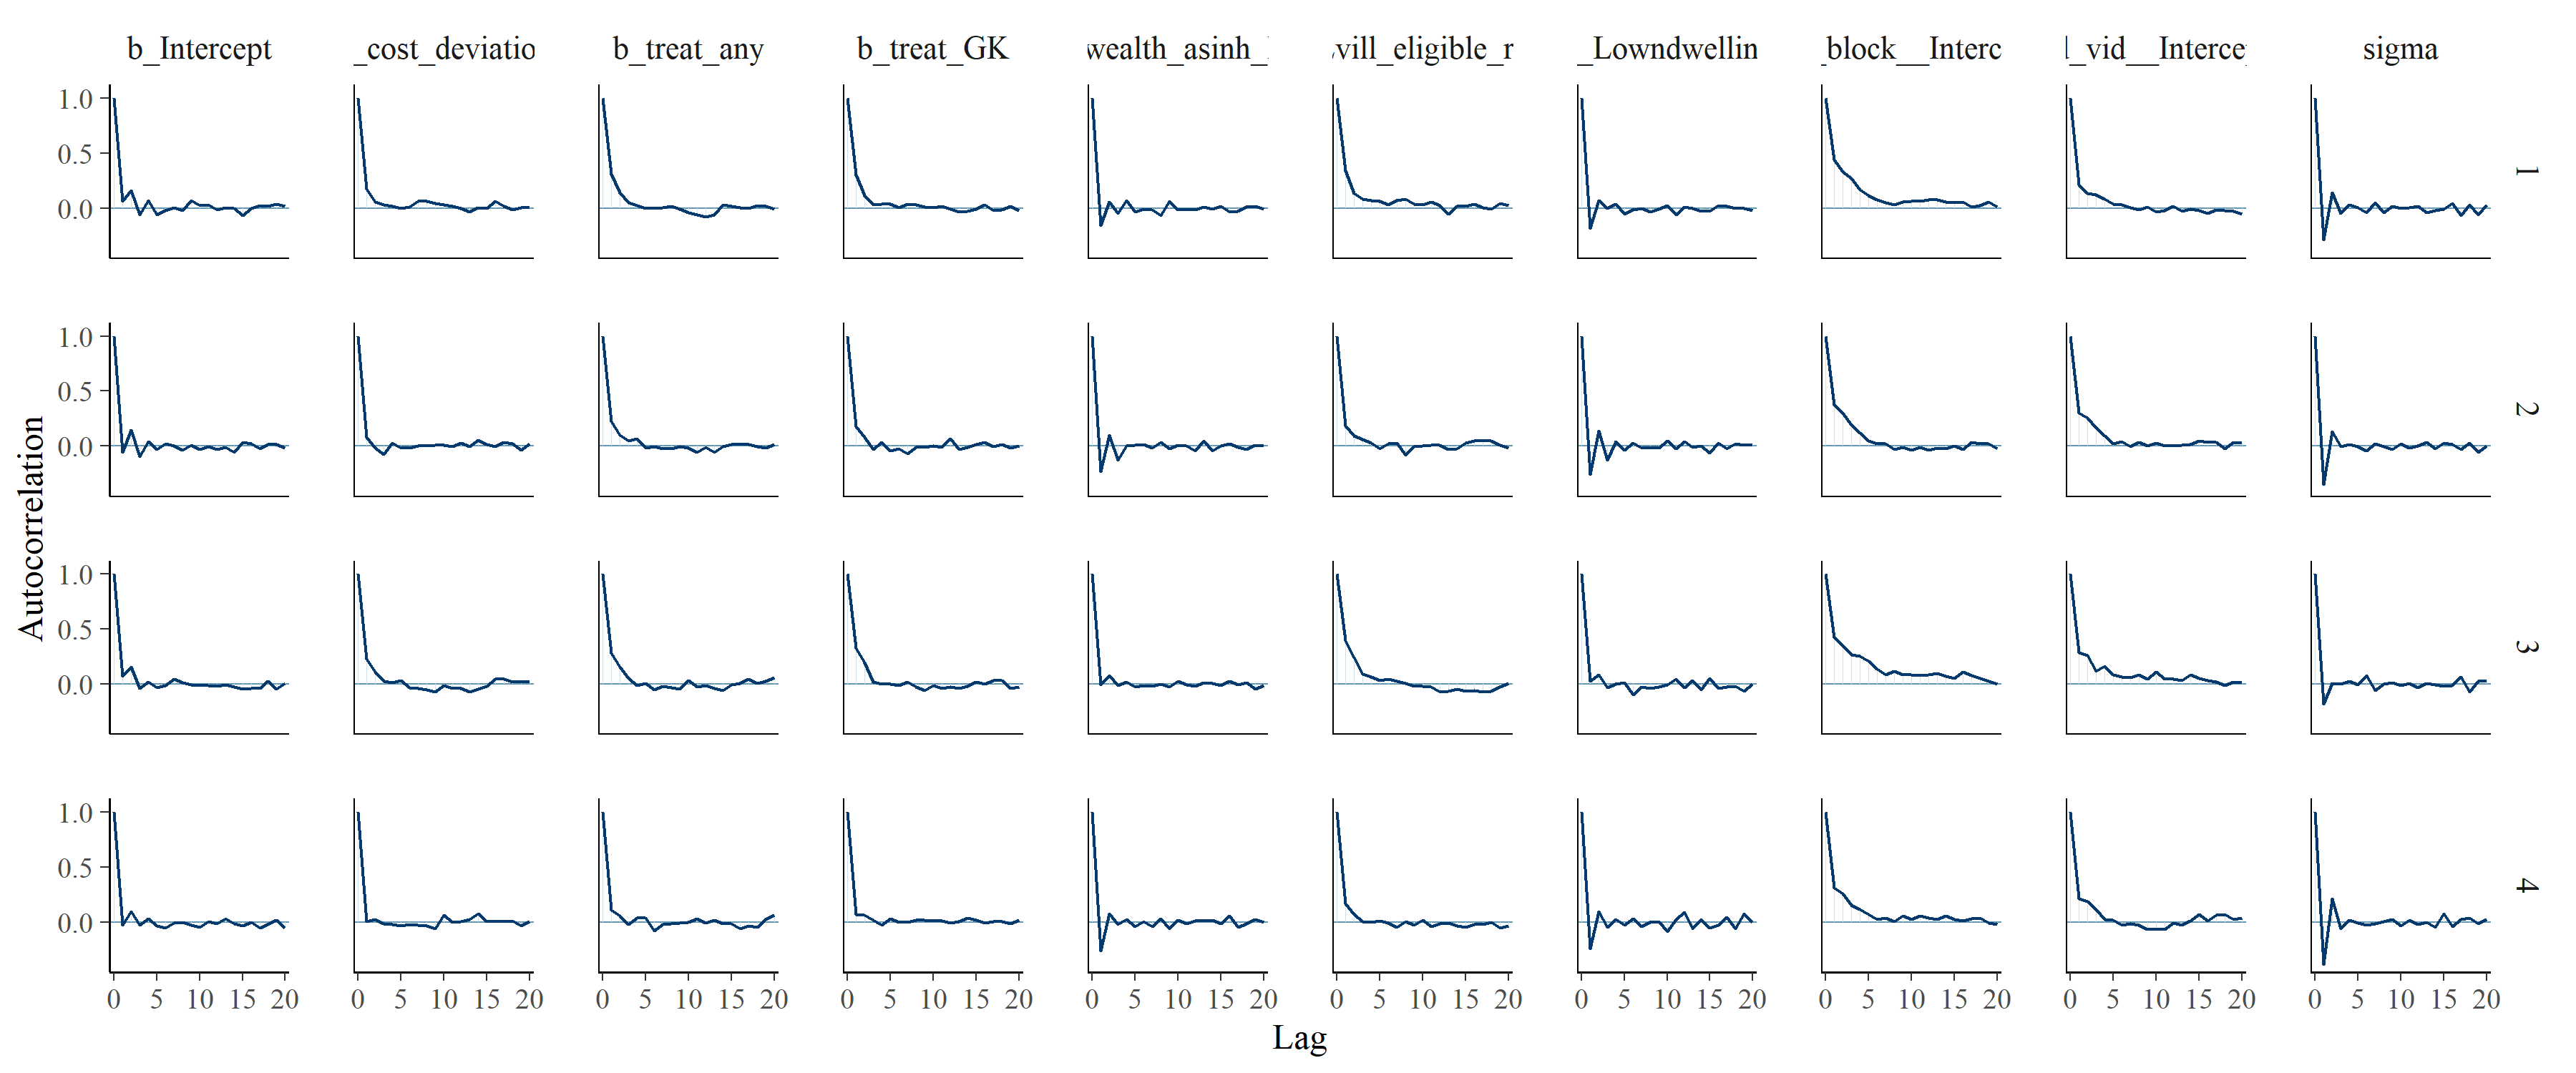 b_Intercept _cost_deviatio b_treat_any b_treat_GK wealth_asinh_ vill_eligible_r _Lowndwellin _block__Interc _vid__Interce sigma
1.0 0.5 0.0 1
1.0 0.5 0.0 2
1.0 0.5 0.0 3
1.0 0.5 0.0 4
Autocorrelation
0 5 10 15 20 0 5 10 15 20 0 5 10 15 20 0 5 10 15 20 0 5 10 15 20 0 5 10 15 20 0 5 10 15 20 0 5 10 15 20 0 5 10 15 20 0 5 10 15 20
Lag